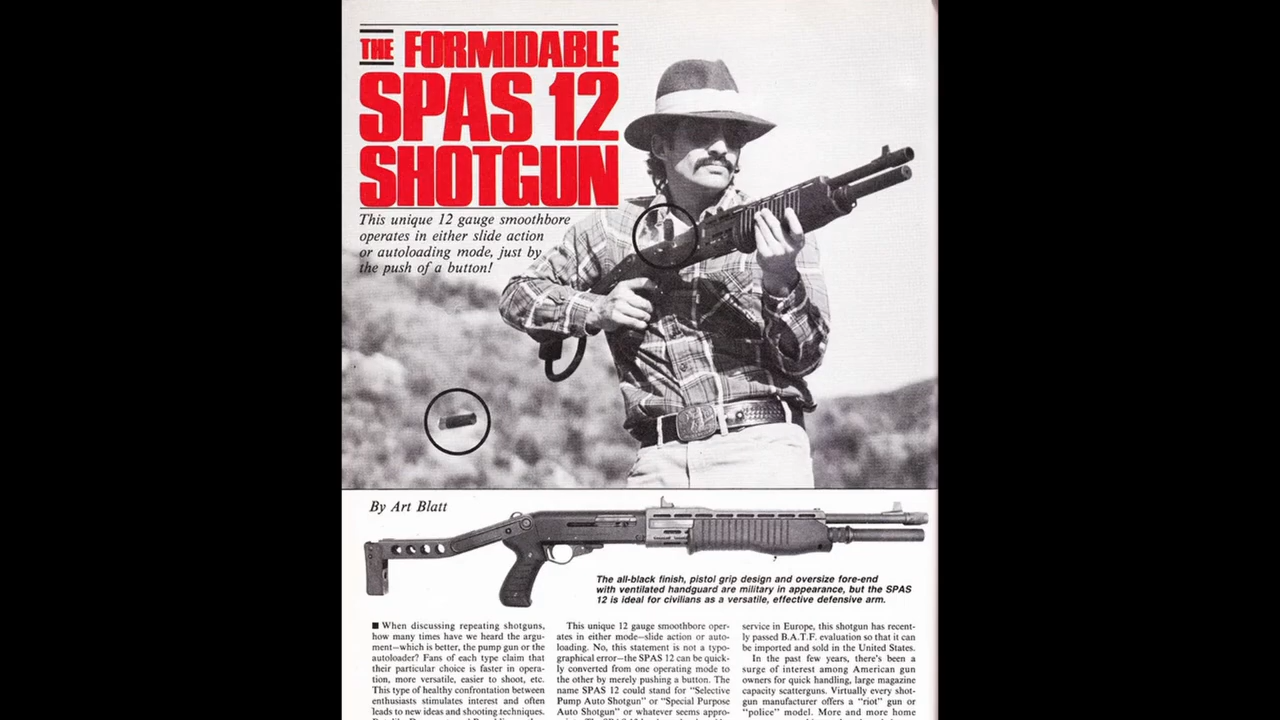 THE FORMIDABLE
SPAS 12
SHOTGUN
This unique 12 gauge smoothbore
operates in either slide action
or autoloading mode, just by
the push of a button!
By Art Blatt
The all-black finish, pistol grip design and oversize fore-end
with ventilated handguard are military in appearance, but the SPAS
12 is ideal for civilians as a versatile, effective defensive arm.
■ When discussing repeating shotguns,
how many times have we heard the argu-
ment—which is better, the pump gun or the
autoloader? Fans of each type claim that
their particular choice is faster in opera-
tion, more versatile, easier to shoot, etc.
This type of healthy confrontation between
enthusiasts stimulates interest and often
leads to new ideas and shooting techniques.
This unique 12 gauge smoothbore oper-
ates in either mode—slide action or auto-
loading. No, this statement is not a typo-
graphical error—the SPAS 12 can be quick-
ly converted from one operating mode to
the other by merely pushing a button. The
name SPAS 12 could stand for "Selective
Pump Auto Shotgun" or "Special Purpose
Auto Shotgun" or whatever seems appro-
service in Europe, this shotgun has recent-
ly passed B.A.T.F. evaluation so that it can
be imported and sold in the United States.
In the past few years, there's been a
surge of interest among American gun
owners for quick handling, large magazine
capacity scatterguns. Virtually every shot-
gun manufacturer offers a "riot" gun or
"police" model. More and more home